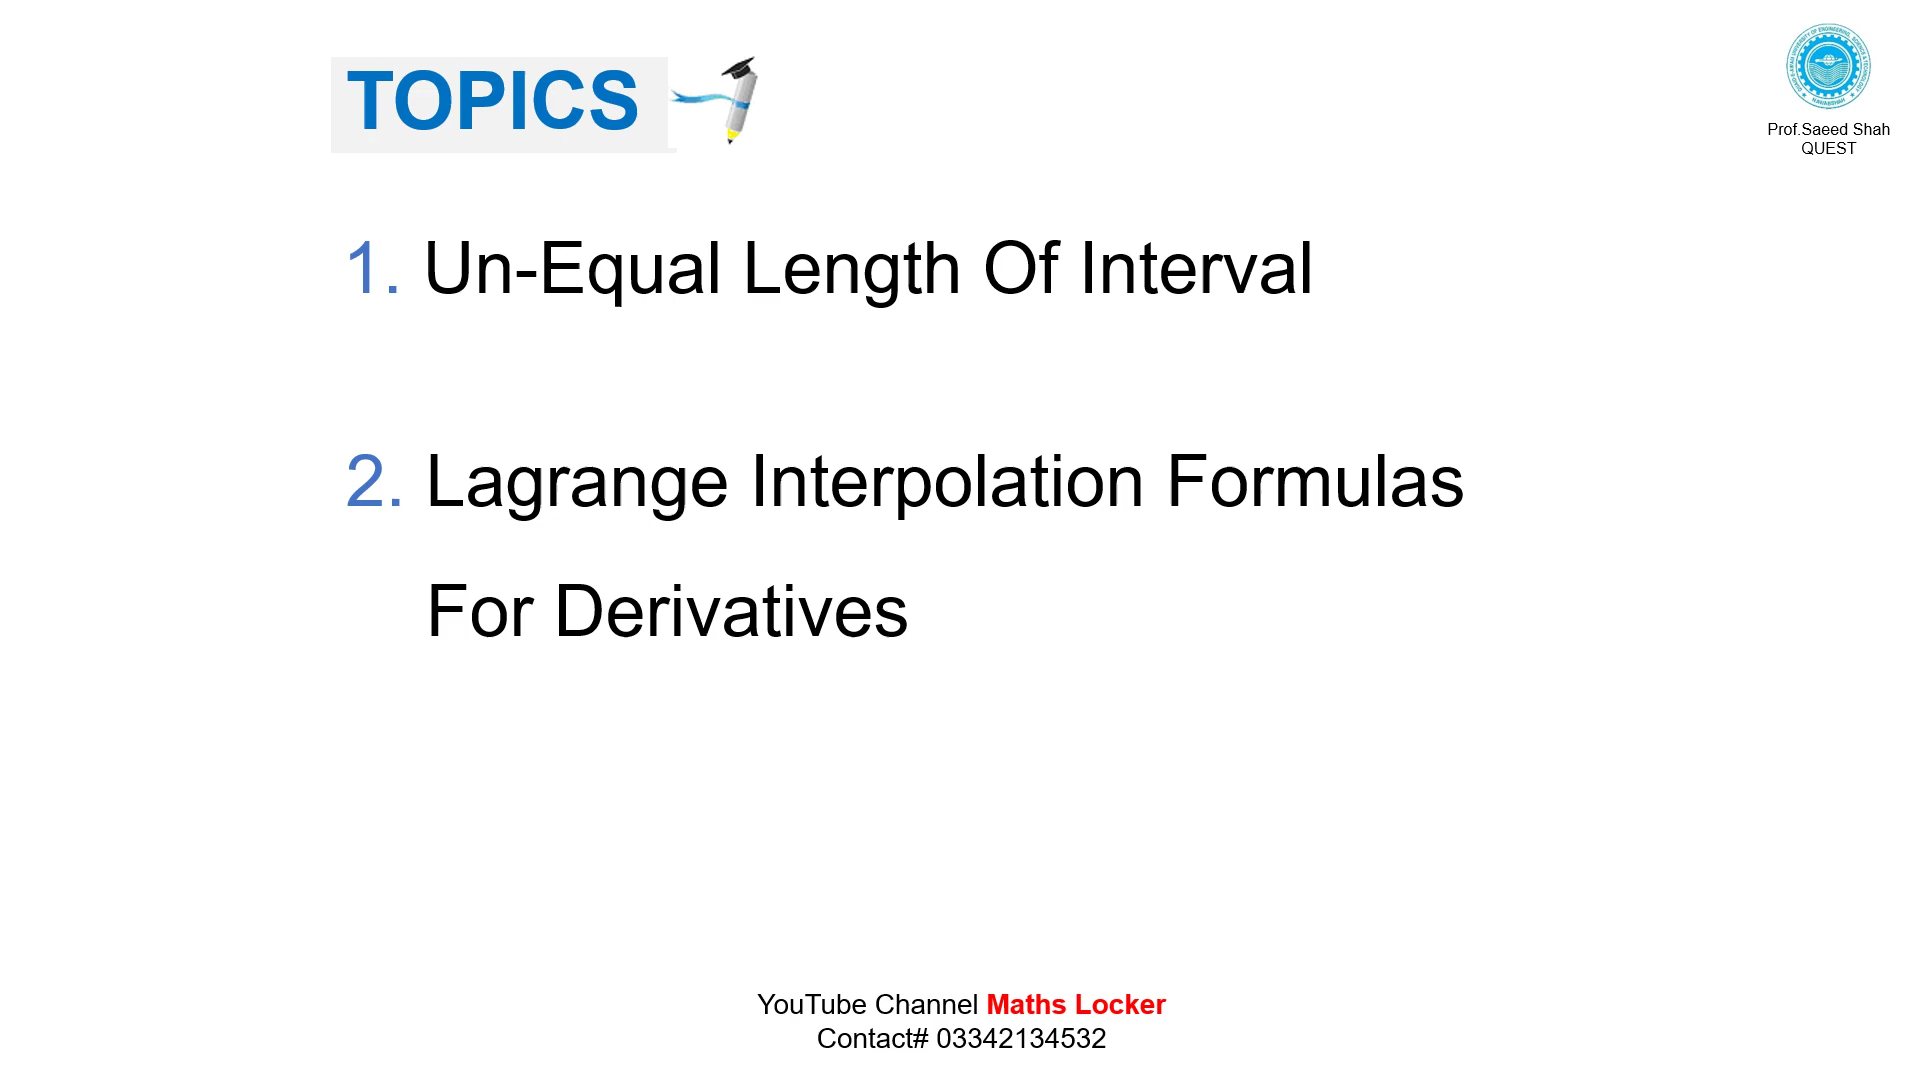 TOPICS
Prof.Saeed Shah
QUEST
1. Un-Equal Length Of Interval
2. Lagrange Interpolation Formulas
For Derivatives
YouTube Channel Maths Locker
Contact# 03342134532